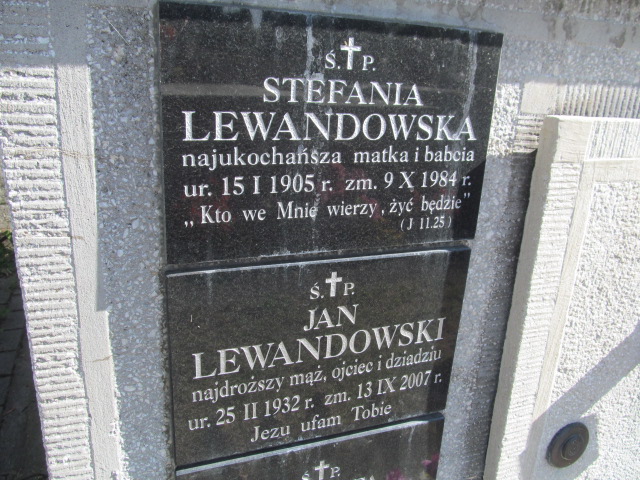 Ś.✝P.
STEFANIA
LEWANDOWSKA
najukochańsza matka i babcia
ur. 15 I 1905 r. zm. 9 X 1984 r.
„Kto we Mnie wierzy, żyć będzie”
(J 11.25)
Ś.✝P.
JAN
LEWANDOWSKI
najdroższy mąż, ojciec i dziadziu
ur. 25 II 1932 r. zm. 13 IX 2007 r.
Jezu ufam Tobie
Ś.✝P.